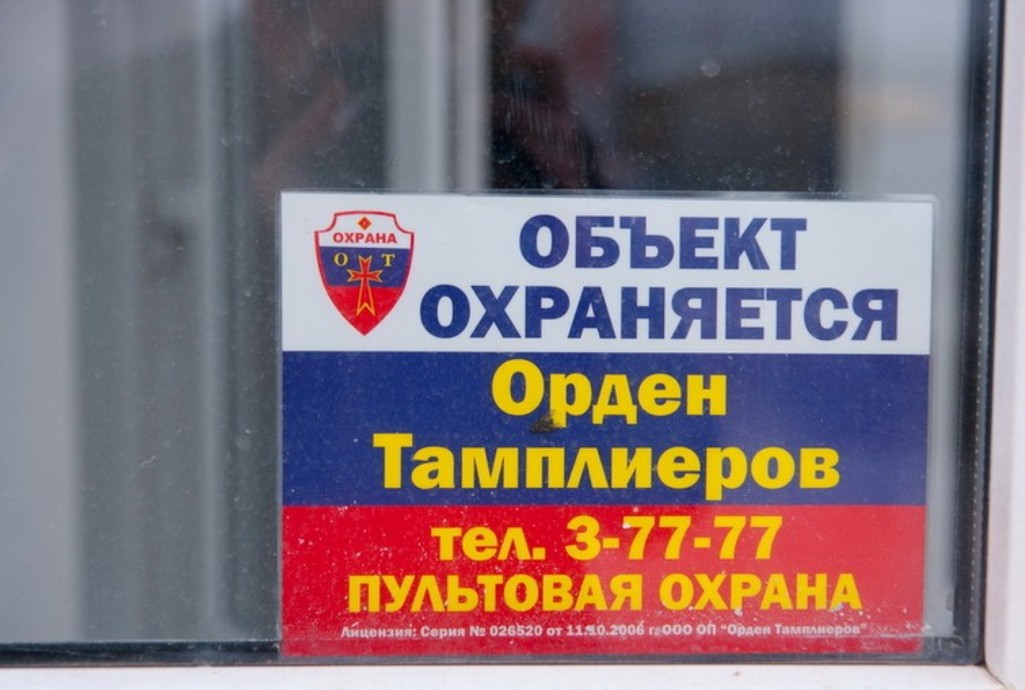 ОХРАНА
О Т
ОБЪЕКТ
ОХРАНЯЕТСЯ
Орден
Тамплиеров
тел. 3-77-77
ПУЛЬТОВАЯ ОХРАНА
Лицензия: Серия № 026520 от 11.10.2006 г. ООО ОП "Орден Тамплиеров"